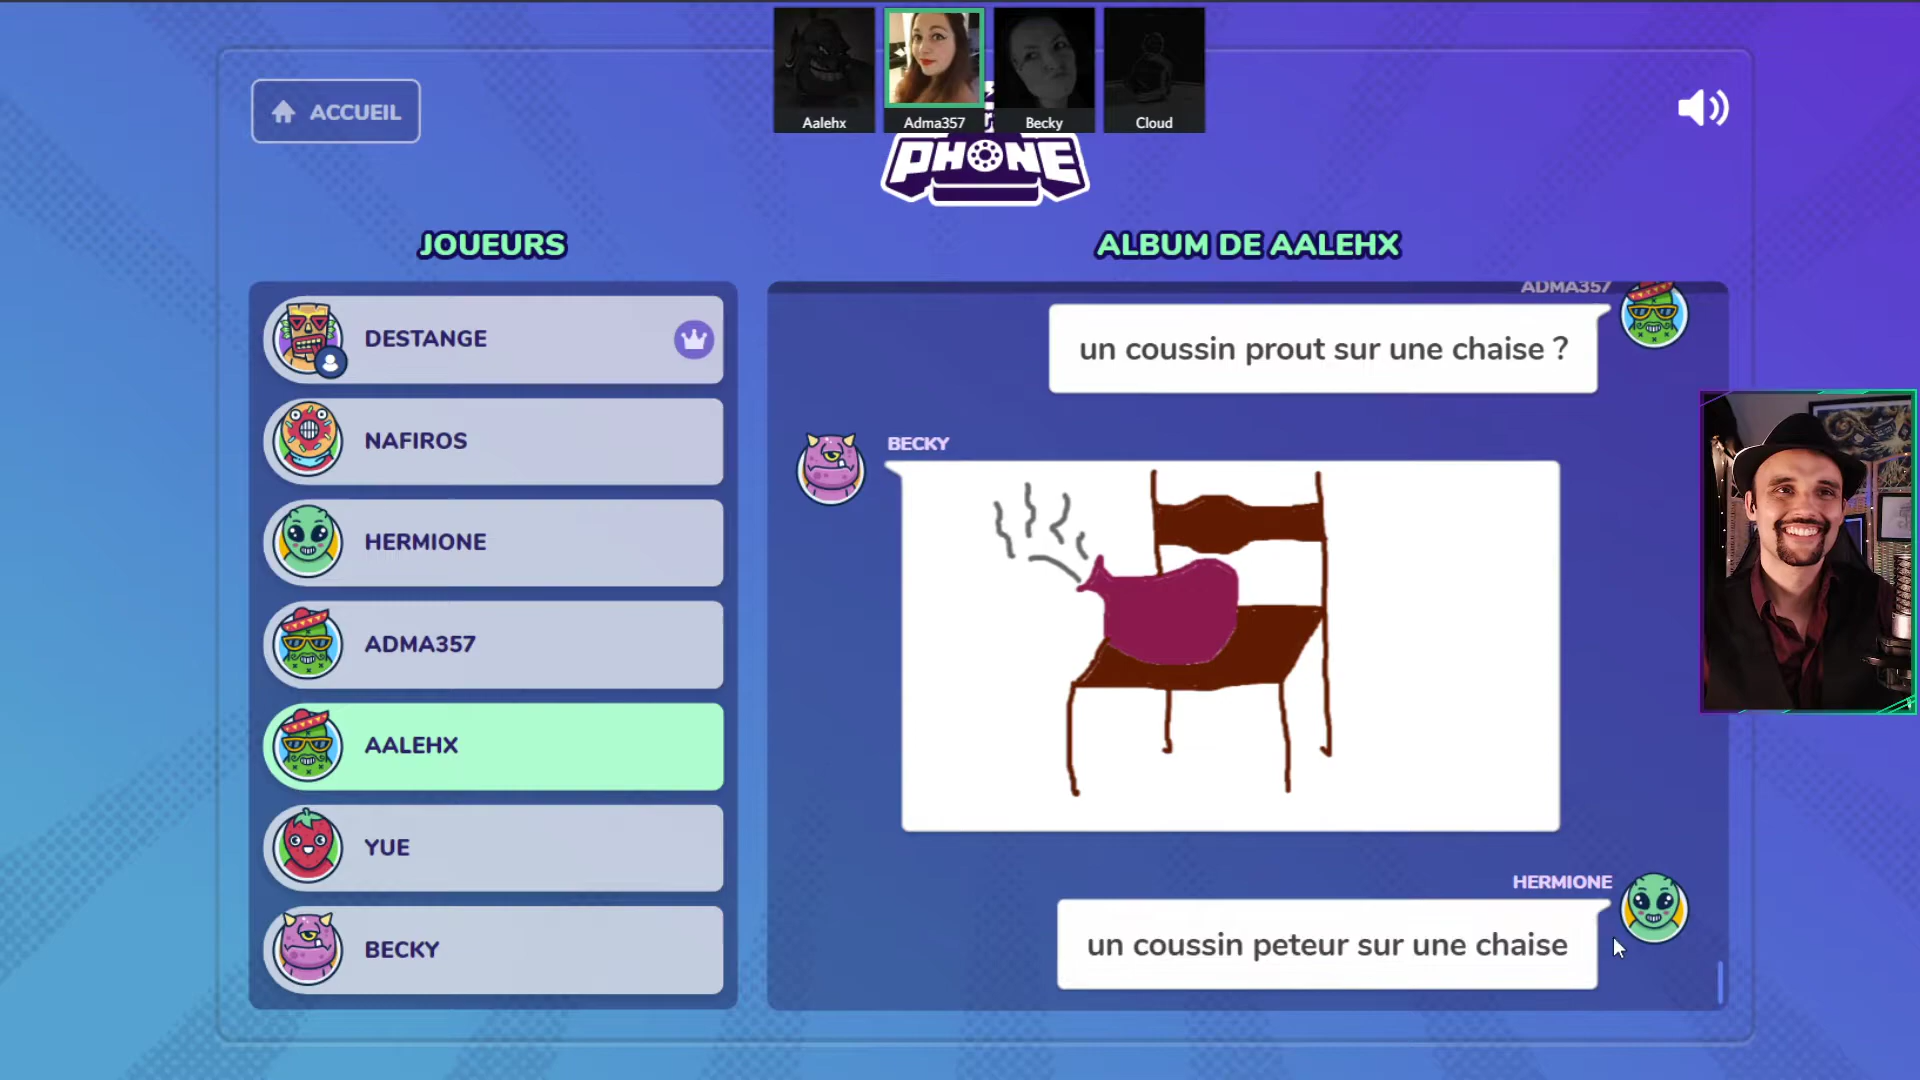 Aalehx
Adma357
Becky
Cloud
ACCUEIL
PHONE
JOUEURS
ALBUM DE AALEHX
DESTANGE
NAFIROS
HERMIONE
ADMA357
AALEHX
YUE
BECKY
ADMA357
un coussin prout sur une chaise ?
BECKY
HERMIONE
un coussin peteur sur une chaise